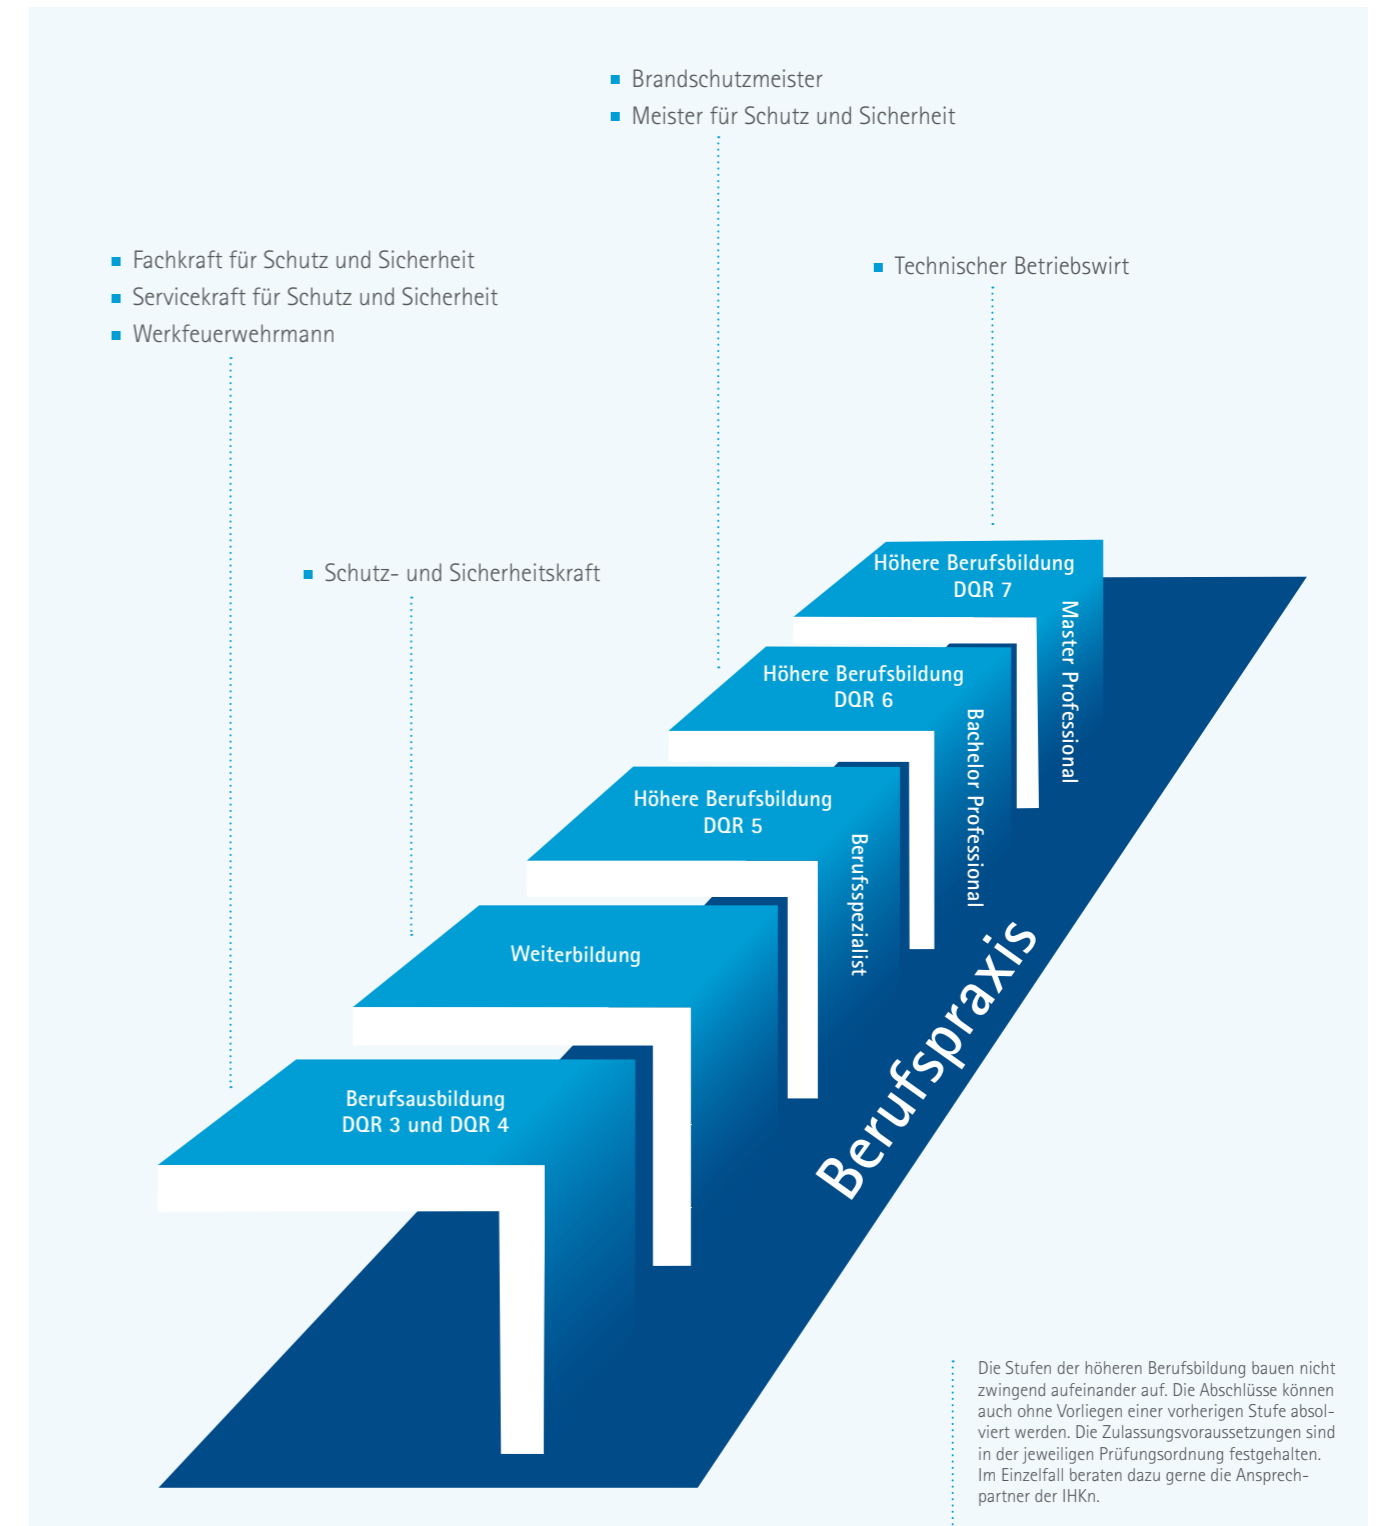 Brandschutzmeister
Meister für Schutz und Sicherheit
Fachkraft für Schutz und Sicherheit
Servicekraft für Schutz und Sicherheit
Werkfeuerwehrmann
Technischer Betriebswirt
Schutz- und Sicherheitskraft
Höhere Berufsbildung
DQR 7
Master Professional
Höhere Berufsbildung
DQR 6
Bachelor Professional
Höhere Berufsbildung
DQR 5
Berufsspezialist
Weiterbildung
Berufsausbildung
DQR 3 und DQR 4
Berufspraxis
Die Stufen der höheren Berufsbildung bauen nicht
zwingend aufeinander auf. Die Abschlüsse können
auch ohne Vorliegen einer vorherigen Stufe absol-
viert werden. Die Zulassungsvoraussetzungen sind
in der jeweiligen Prüfungsordnung festgehalten.
Im Einzelfall beraten dazu gerne die Ansprech-
partner der IHKn.